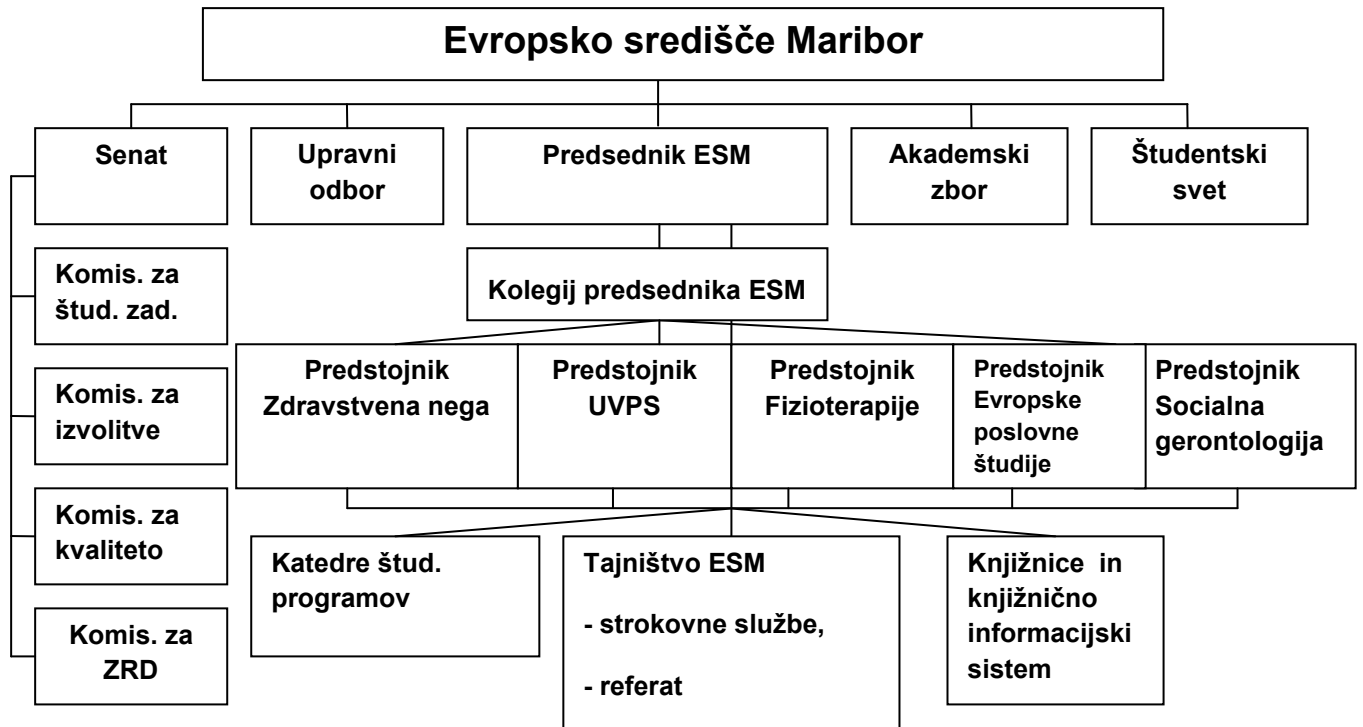 Evropsko središče Maribor
Senat
Upravni
odbor
Predsednik ESM
Akademski
zbor
Študentski
svet
Komis. za
štud. zad.
Kolegij predsednika ESM
Komis. za
izvolitve
Predstojnik
Zdravstvena nega
Predstojnik
UVPS
Predstojnik
Fizioterapije
Predstojnik
Evropske
poslovne
študije
Predstojnik
Socialna
gerontologija
Komis. za
kvaliteto
Komis. za
ZRD
Katedre štud.
programov
Tajništvo ESM
- strokovne službe,
- referat
Knjižnice in
knjižnično
informacijski
sistem